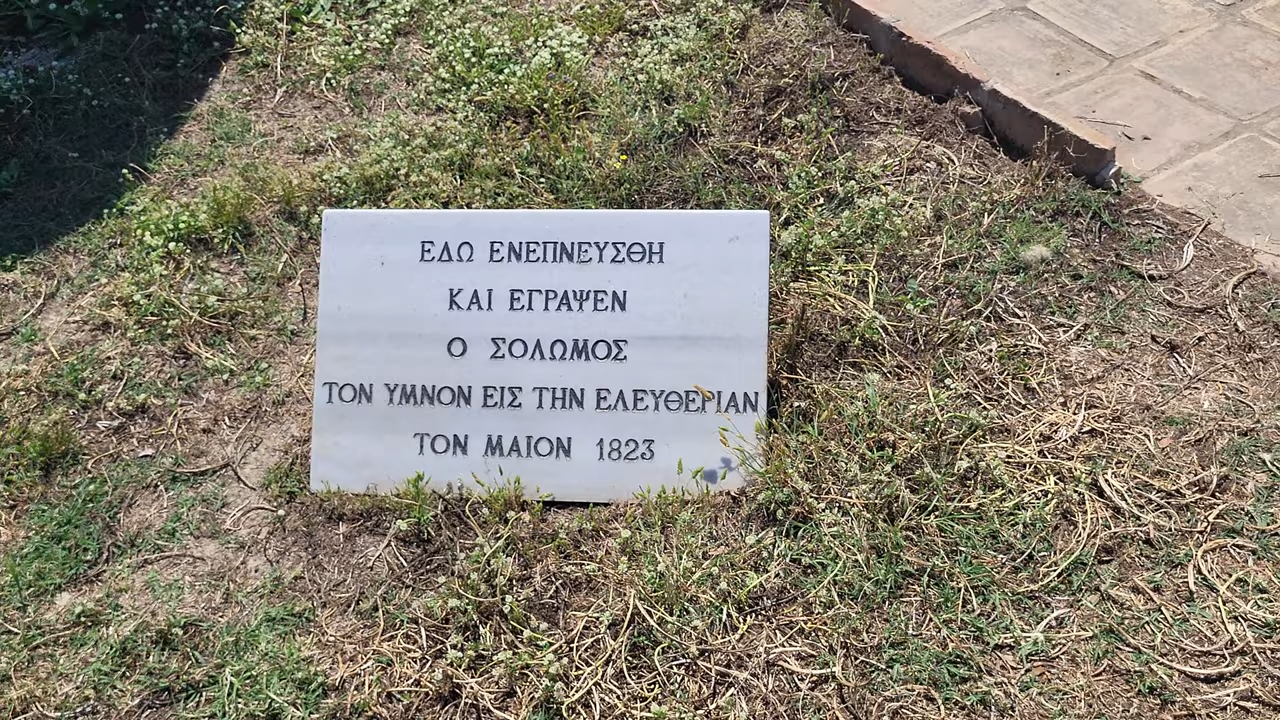 ΕΔΩ ΕΝΕΠΝΕΥΣΘΗ
ΚΑΙ ΕΓΡΑΨΕΝ
Ο ΣΟΛΩΜΟΣ
ΤΟΝ ΥΜΝΟΝ ΕΙΣ ΤΗΝ ΕΛΕΥΘΕΡΙΑΝ
ΤΟΝ ΜΑΙΟΝ 1823